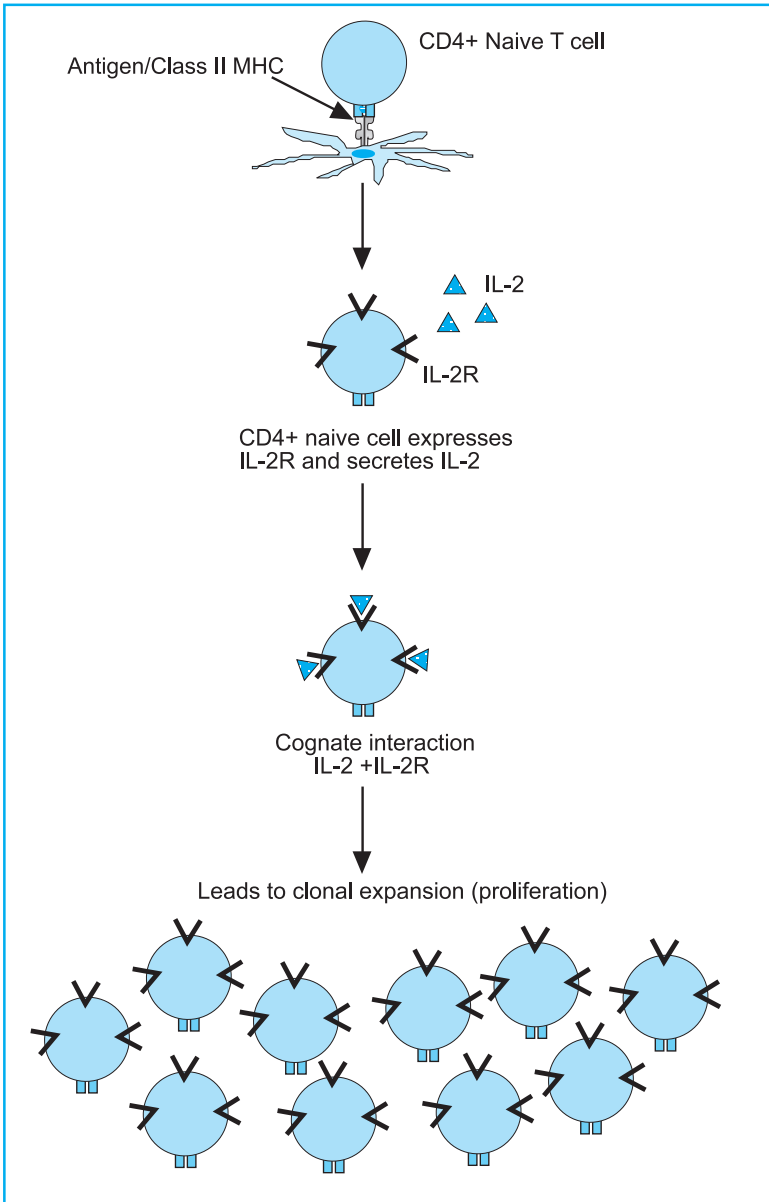 CD4+ Naive T cell
Antigen/Class II MHC
IL-2
IL-2R
CD4+ naive cell expresses
IL-2R and secretes IL-2
Cognate interaction
IL-2 +IL-2R
Leads to clonal expansion (proliferation)